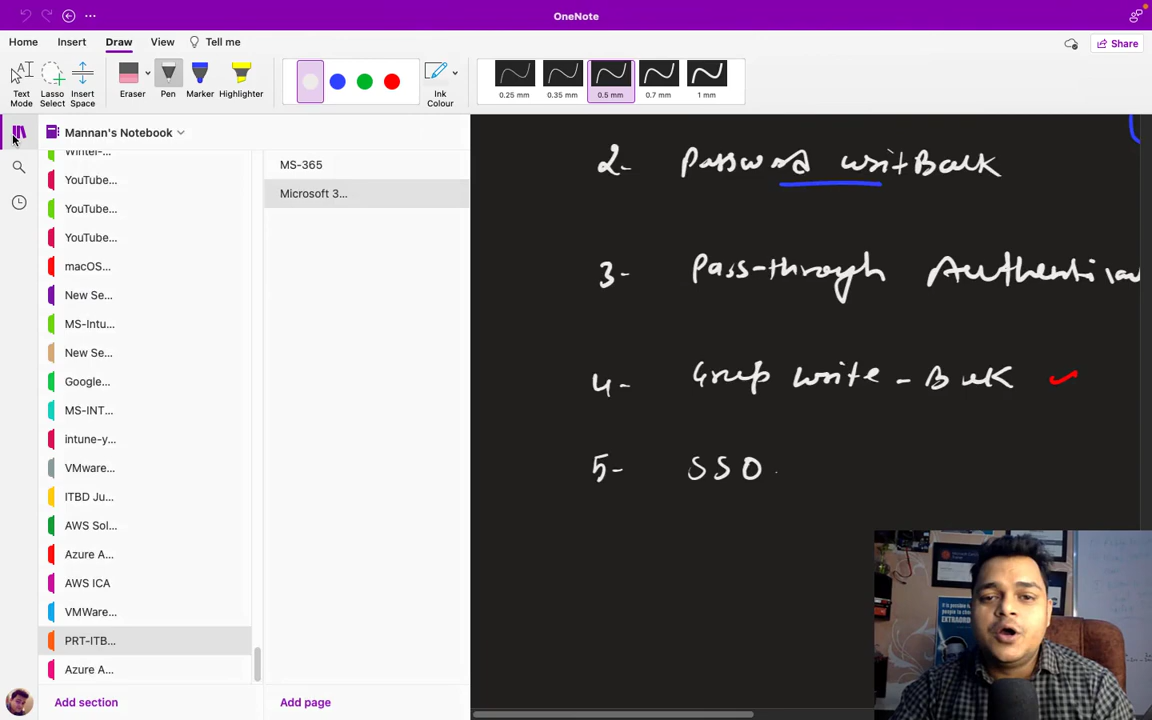 OneNote
Home Insert Draw View Tell me
Share
Text Mode
Lasso Select
Insert Space
Eraser
Pen
Marker
Highlighter
Ink Colour
0.25 mm
0.35 mm
0.5 mm
0.7 mm
1 mm
Mannan's Notebook
Winter-...
YouTube...
YouTube...
YouTube...
macOS...
New Se...
MS-Intu...
New Se...
Google...
MS-INT...
intune-y...
VMware...
ITBD Ju...
AWS Sol...
Azure A...
AWS ICA
VMWare...
PRT-ITB...
Azure A...
Add section
MS-365
Microsoft 3...
Add page
2- Password writBack
3- Pass-through
4- Grup write-Back
5- SSO
EXTRAORD